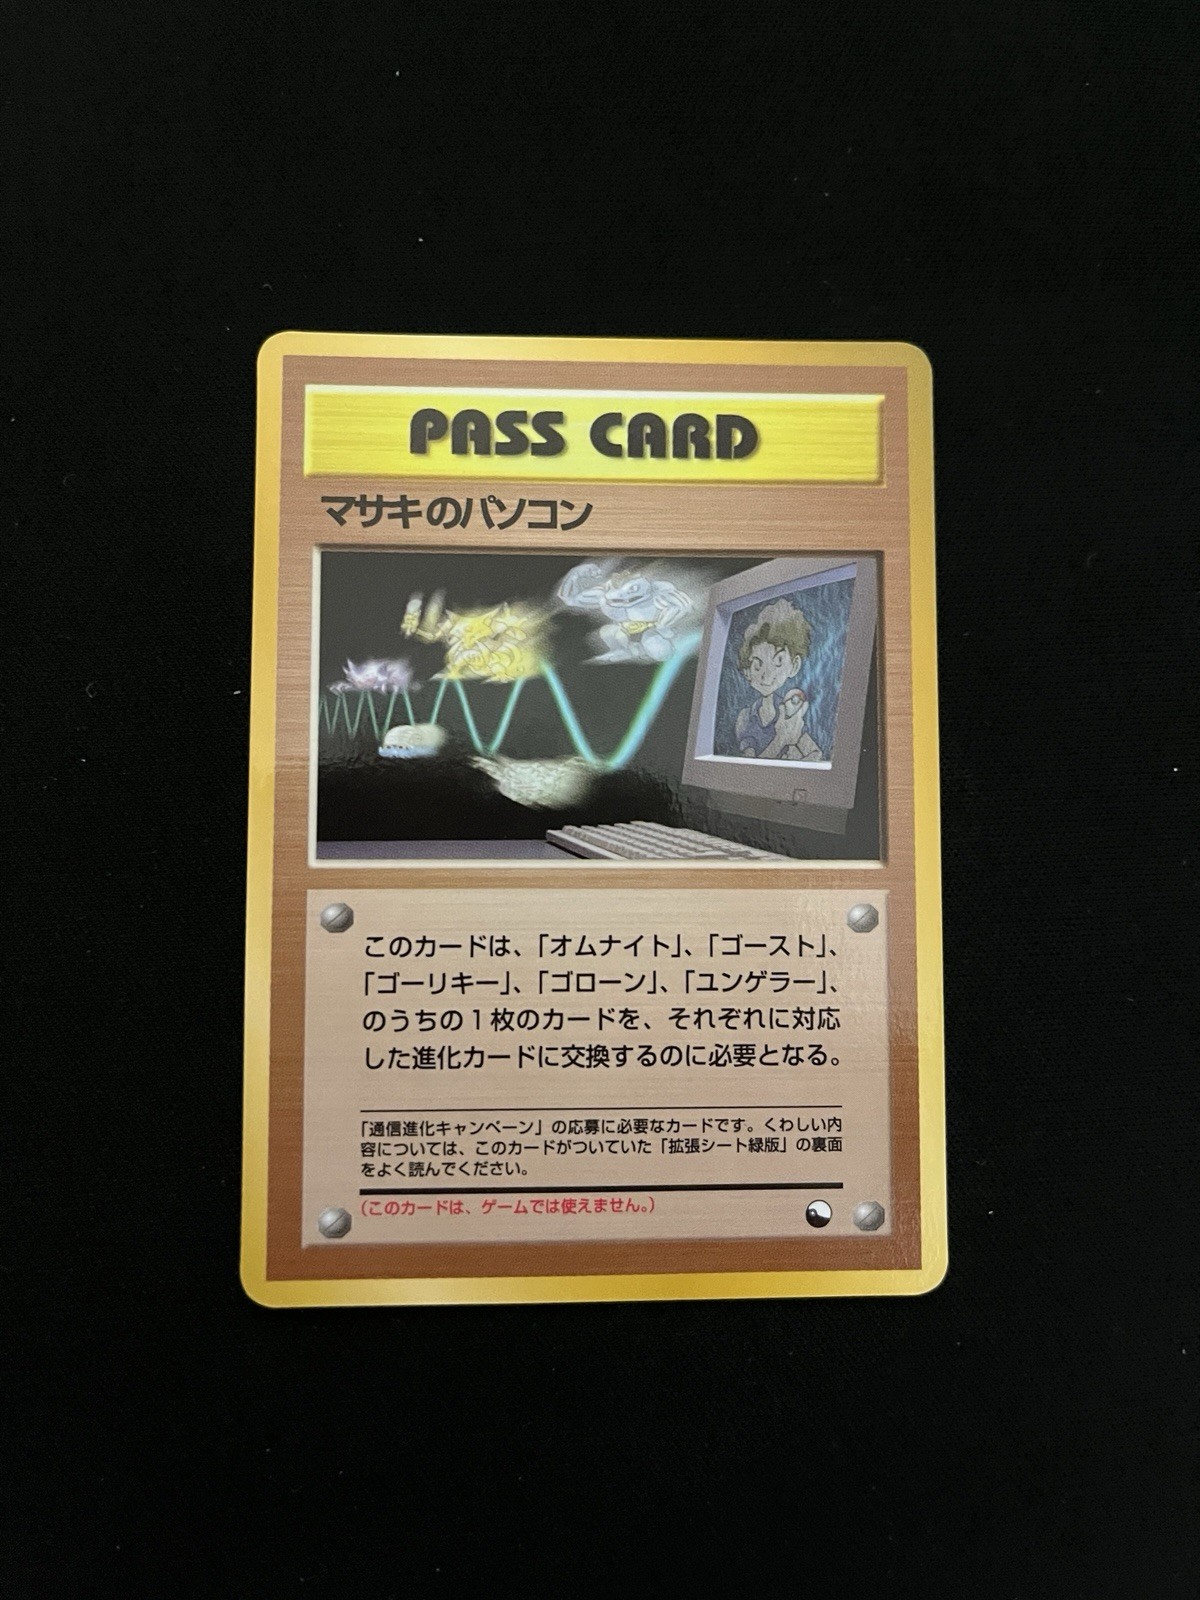 PASS CARD
マサキのパソコン
このカードは、「オムナイト」、「ゴースト」、
「ゴーリキー」、「ゴローン」、「ユンゲラー」、
のうちの1枚のカードを、それぞれに対応
した進化カードに交換するのに必要となる。
「通信進化キャンペーン」の応募に必要なカードです。くわしい内
容については、このカードがついていた「拡張シート緑版」の裏面
をよく読んでください。
(このカードは、ゲームでは使えません。)